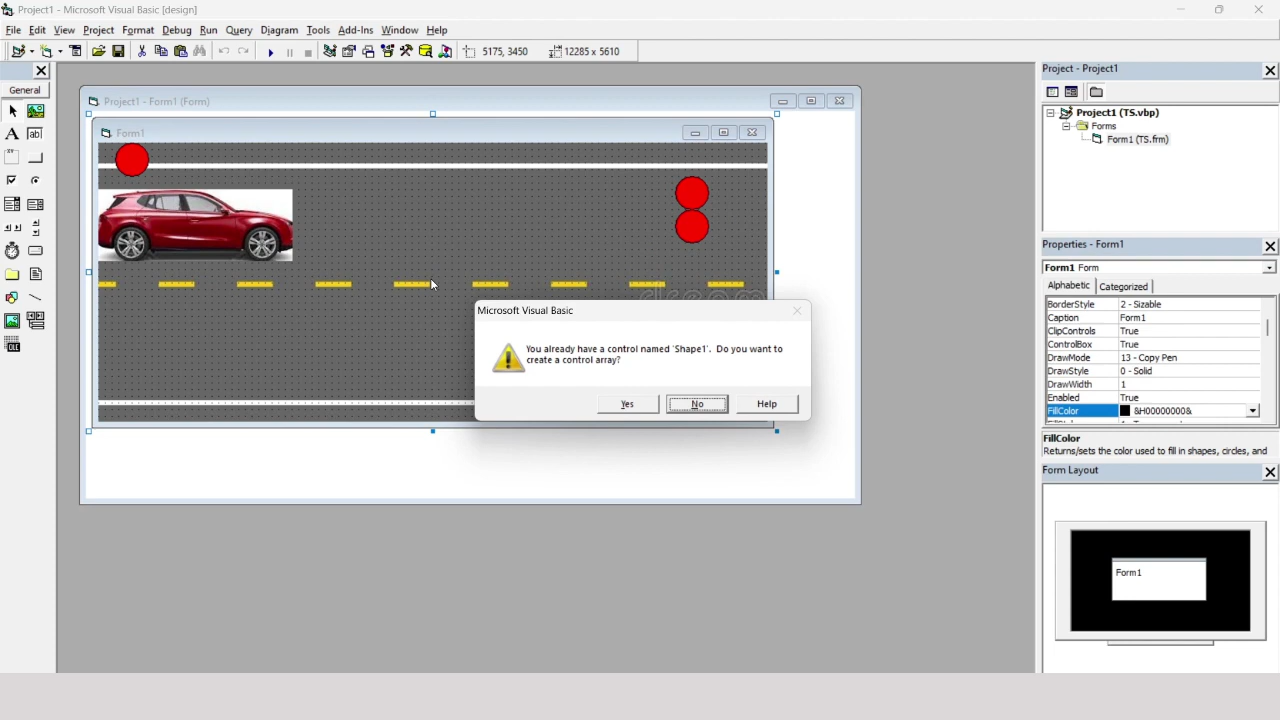 Project1 - Microsoft Visual Basic [design]
File Edit View Project Format Debug Run Query Diagram Tools Add-Ins Window Help
5175, 3450 12285 x 5610
General
A ab|
XY
Project1 - Form1 (Form)
Form1
Microsoft Visual Basic
You already have a control named 'Shape1'. Do you want to
create a control array?
Yes No Help
Project - Project1
Project1 (TS.vbp)
Forms
Form1 (TS.frm)
Properties - Form1
Form1 Form
Alphabetic Categorized
BorderStyle 2 - Sizable
Caption Form1
ClipControls True
ControlBox True
DrawMode 13 - Copy Pen
DrawStyle 0 - Solid
DrawWidth 1
Enabled True
FillColor &H00000000&
FillColor
Returns/sets the color used to fill in shapes, circles, and
Form Layout
Form1